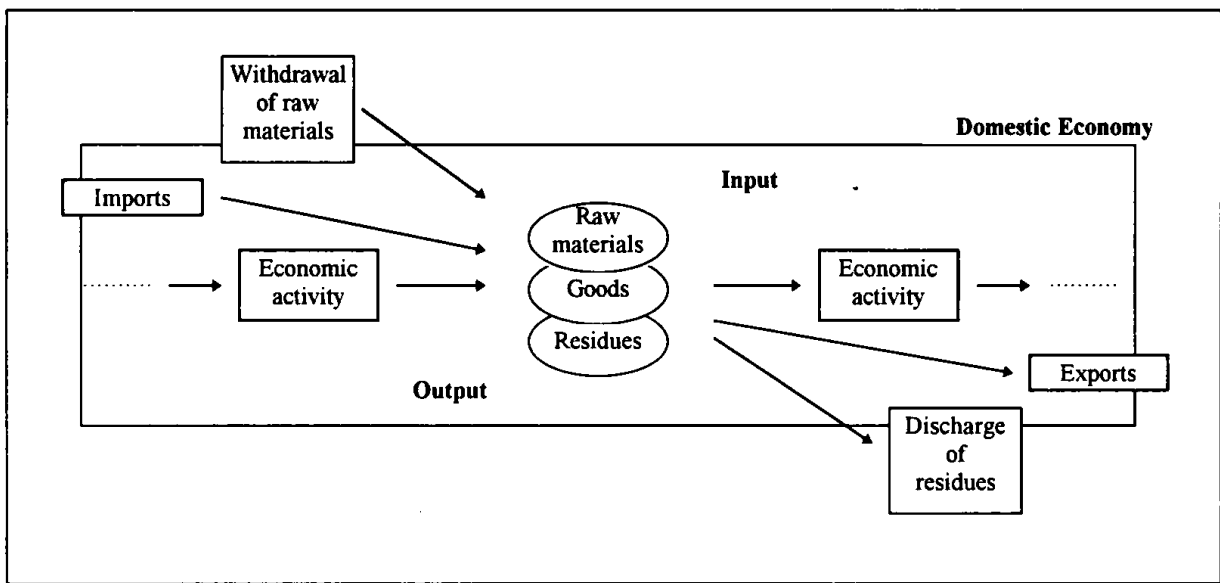 Withdrawal
of raw
materials
Domestic Economy
Imports
Input
Raw
materials
Economic
activity
Goods
Economic
activity
Residues
Exports
Output
Discharge
of
residues